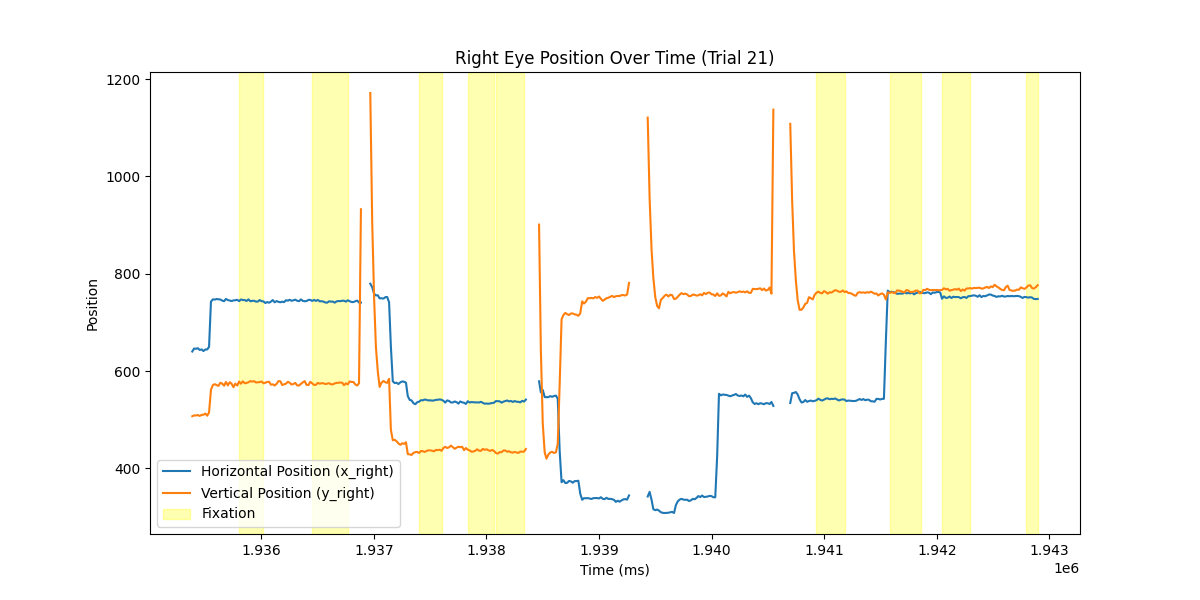 Right Eye Position Over Time (Trial 21)
1200
1000
800
600
400
Position
Horizontal Position (x_right)
Vertical Position (y_right)
Fixation
1.936 1.937 1.938 1.939 1.940 1.941 1.942 1.943
1e6
Time (ms)